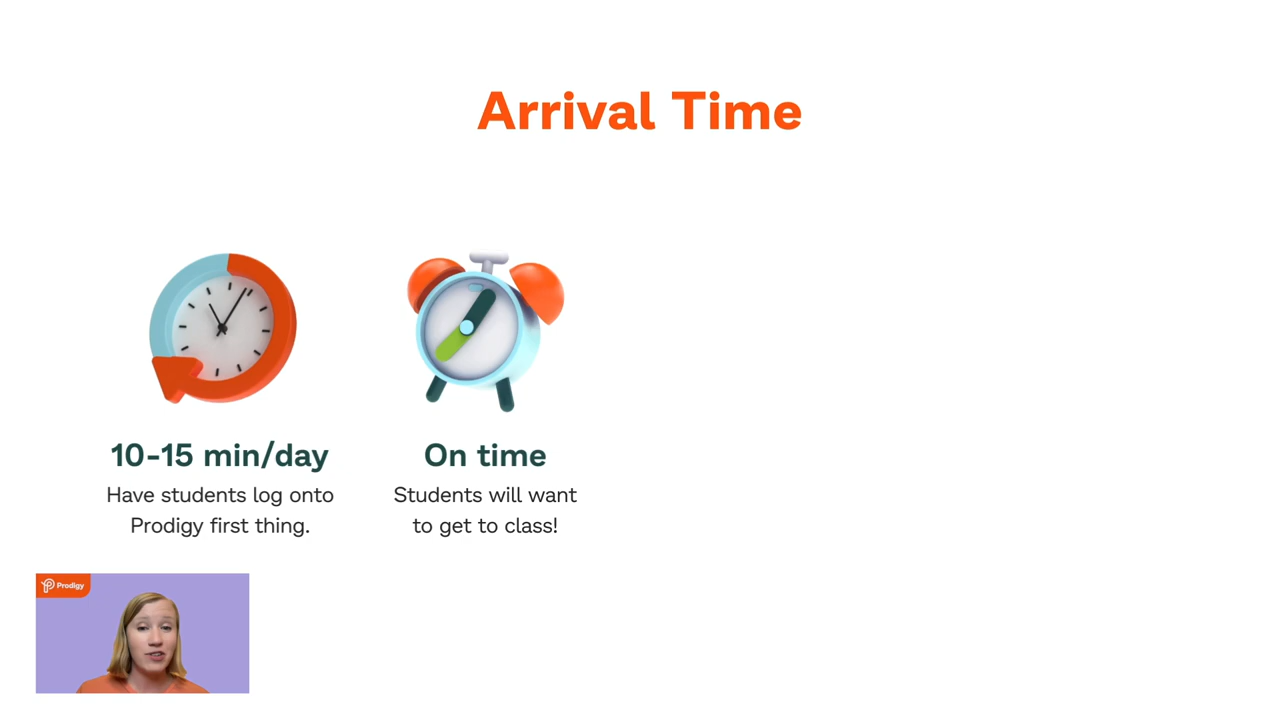 Arrival Time
10-15 min/day
Have students log onto
Prodigy first thing.
On time
Students will want
to get to class!
Prodigy